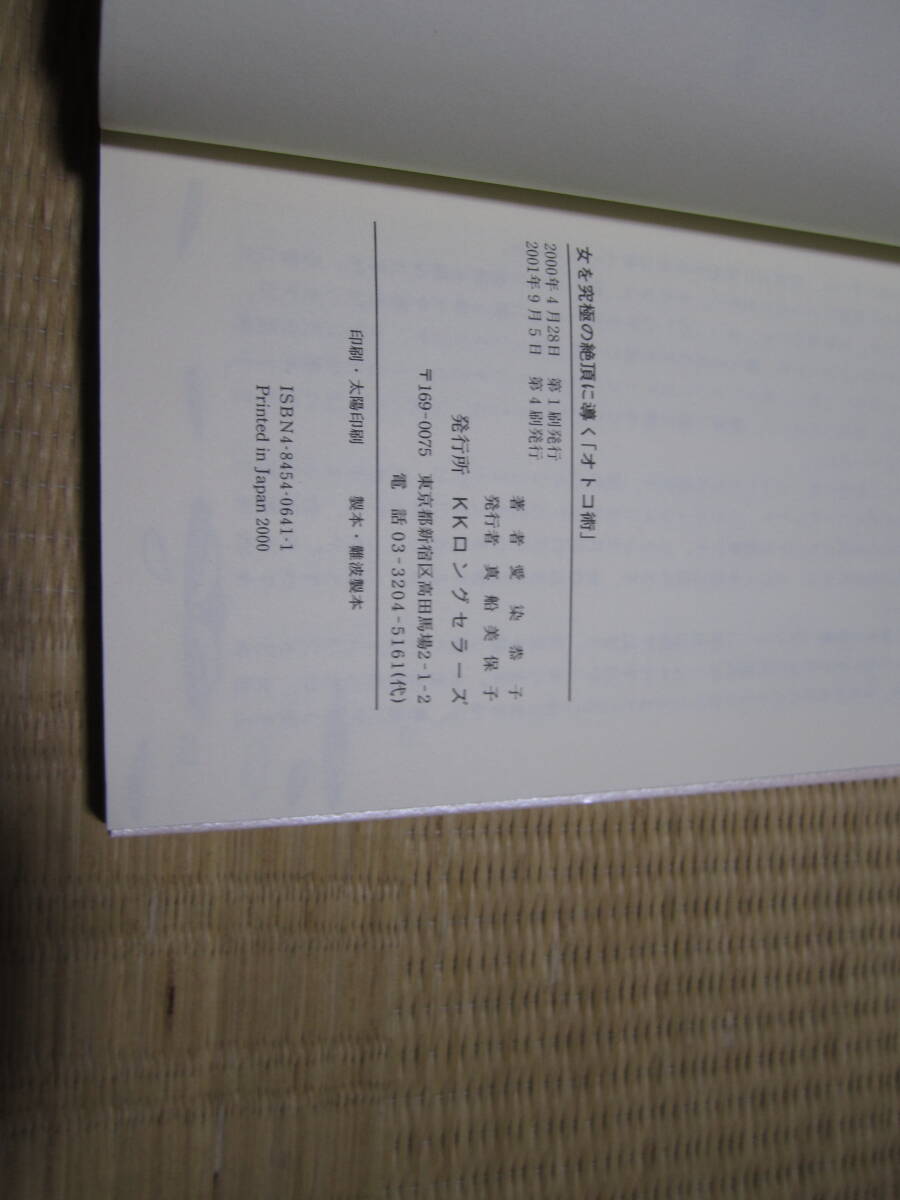 女を究極の絶頂に導く「オトコ術」
2000年4月28日 第1刷発行
2001年9月5日 第4刷発行
著者 愛染恭子
発行者 真船美保子
発行所 KKロングセラーズ
〒169-0075 東京都新宿区高田馬場2-1-2
電話03-3204-5161(代)
印刷・太陽印刷 製本・難波製本
ISBN4-8454-0641-1
Printed in Japan 2000